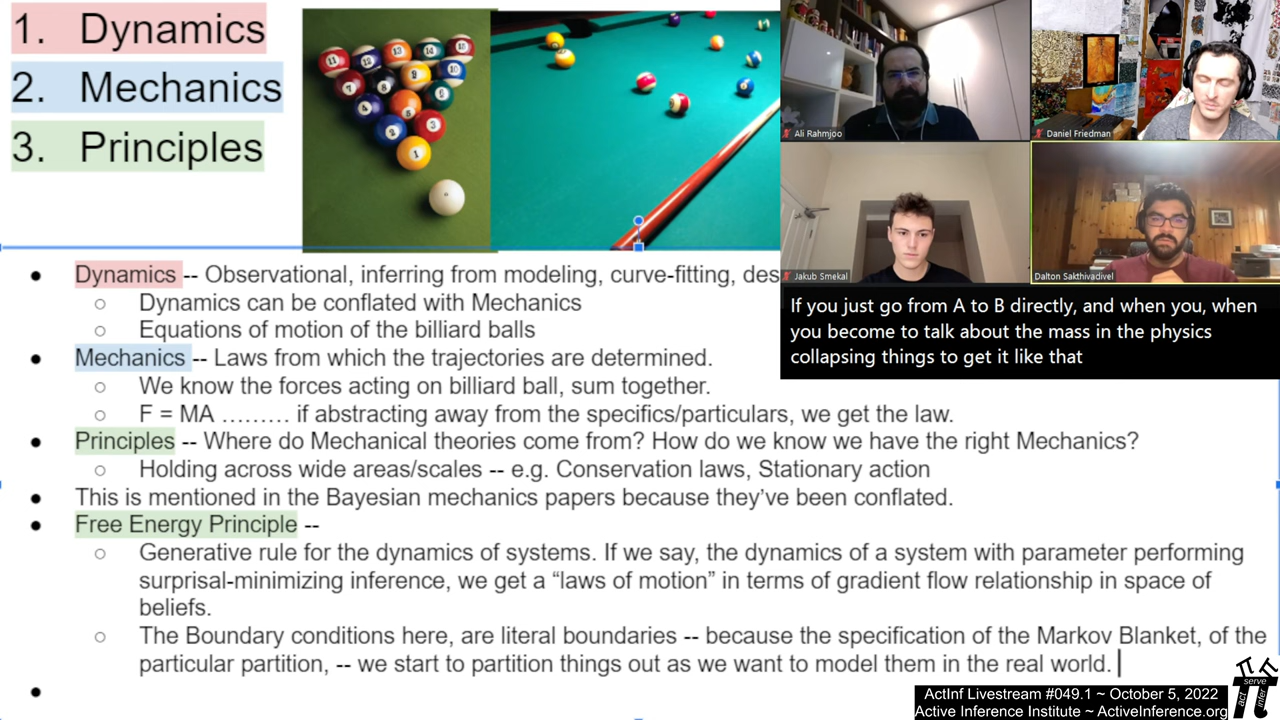 1. Dynamics
2. Mechanics
3. Principles
Ali Rahmjoo
Daniel Friedman
Jakub Smekal
Dalton Sakthivadivel
If you just go from A to B directly, and when you, when
you become to talk about the mass in the physics
collapsing things to get it like that
Dynamics -- Observational, inferring from modeling, curve-fitting, des
Dynamics can be conflated with Mechanics
Equations of motion of the billiard balls
Mechanics -- Laws from which the trajectories are determined.
We know the forces acting on billiard ball, sum together.
F = MA ......... if abstracting away from the specifics/particulars, we get the law.
Principles -- Where do Mechanical theories come from? How do we know we have the right Mechanics?
Holding across wide areas/scales -- e.g. Conservation laws, Stationary action
This is mentioned in the Bayesian mechanics papers because they've been conflated.
Free Energy Principle --
Generative rule for the dynamics of systems. If we say, the dynamics of a system with parameter performing
surprisal-minimizing inference, we get a “laws of motion” in terms of gradient flow relationship in space of
beliefs.
The Boundary conditions here, are literal boundaries -- because the specification of the Markov Blanket, of the
particular partition, -- we start to partition things out as we want to model them in the real world.
ActInf Livestream #049.1 ~ October 5, 2022
Active Inference Institute ~ ActiveInference.org
act
serve
infer